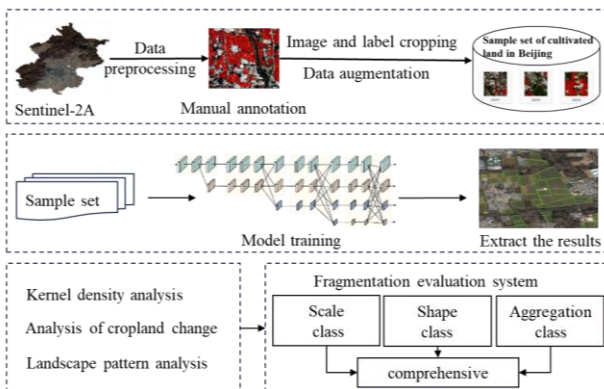 Data
preprocessing
Image and label cropping
Data augmentation
Sample set of cultivated
land in Beijing
Sentinel-2A
Manual annotation
Sample set
Model training
Extract the results
Kernel density analysis
Analysis of cropland change
Landscape pattern analysis
Fragmentation evaluation system
Scale
class
Shape
class
Aggregation
class
comprehensive